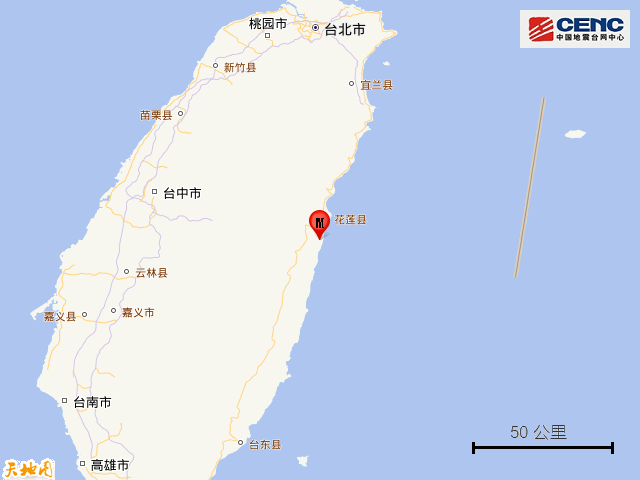 桃园市
台北市
CENC
中国地震台网中心
新竹县
宜兰县
苗栗县
台中市
M
花莲县
云林县
嘉义县
嘉义市
台南市
50 公里
台东县
高雄市
天地图